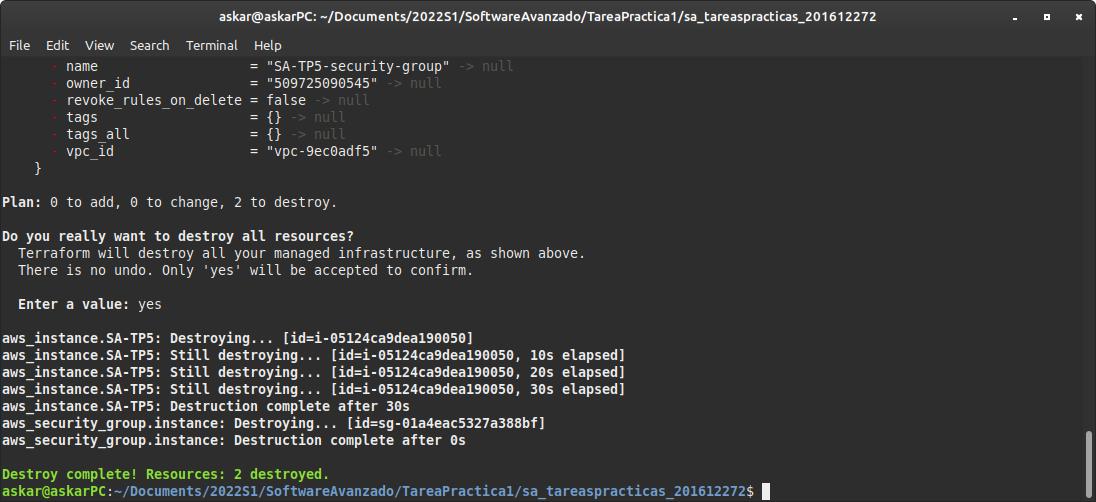 askar@askarPC: ~/Documents/2022S1/SoftwareAvanzado/TareaPractica1/sa_tareaspracticas_201612272
File Edit View Search Terminal Help
- name = "SA-TP5-security-group" -> null
- owner_id = "509725090545" -> null
- revoke_rules_on_delete = false -> null
- tags = {} -> null
- tags_all = {} -> null
- vpc_id = "vpc-9ec0adf5" -> null
}
Plan: 0 to add, 0 to change, 2 to destroy.
Do you really want to destroy all resources?
Terraform will destroy all your managed infrastructure, as shown above.
There is no undo. Only 'yes' will be accepted to confirm.
Enter a value: yes
aws_instance.SA-TP5: Destroying... [id=i-05124ca9dea190050]
aws_instance.SA-TP5: Still destroying... [id=i-05124ca9dea190050, 10s elapsed]
aws_instance.SA-TP5: Still destroying... [id=i-05124ca9dea190050, 20s elapsed]
aws_instance.SA-TP5: Still destroying... [id=i-05124ca9dea190050, 30s elapsed]
aws_instance.SA-TP5: Destruction complete after 30s
aws_security_group.instance: Destroying... [id=sg-01a4eac5327a388bf]
aws_security_group.instance: Destruction complete after 0s
Destroy complete! Resources: 2 destroyed.
askar@askarPC:~/Documents/2022S1/SoftwareAvanzado/TareaPractica1/sa_tareaspracticas_201612272$